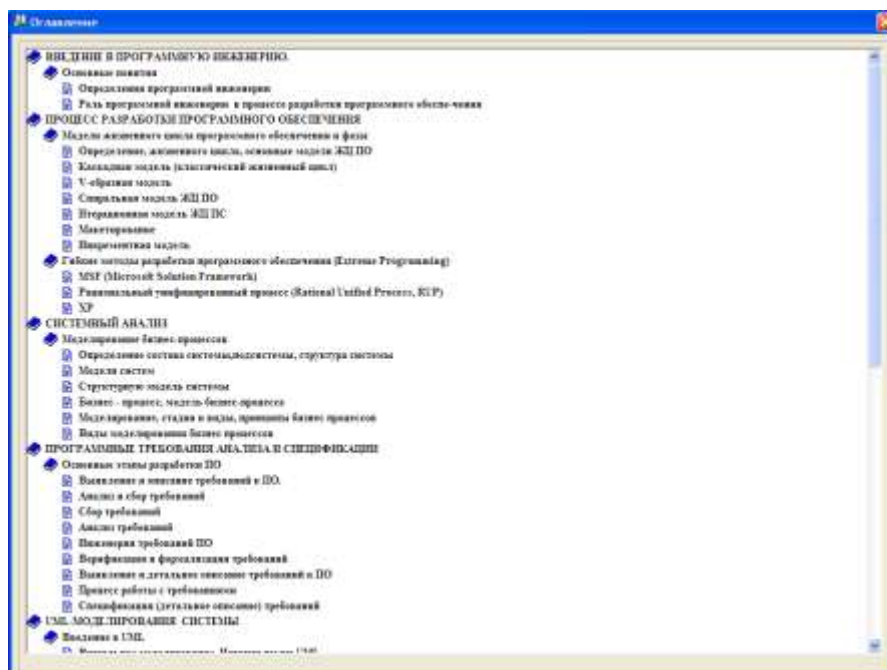 Оглавление
ВВЕДЕНИЕ В ПРОГРАММНУЮ ИНЖЕНЕРИЮ.
Основные понятия
Определения программной инженерии
Роль программной инженерии в процессе разработки программного обеспе-чения
ПРОЦЕСС РАЗРАБОТКИ ПРОГРАММНОГО ОБЕСПЕЧЕНИЯ
Модели жизненного цикла программного обеспечения и фазы
Определение, жизненного цикла, основные модели ЖЦ ПО
Каскадная модель (классический жизненный цикл)
V-образная модель
Спиральная модель ЖЦ ПО
Итерационная модель ЖЦ ПС
Макетирование
Инкрементная модель
Гибкие методы разработки программного обеспечения (Extreme Programming)
MSF (Microsoft Solution Framework)
Рациональный унифицированный процесс (Rational Unified Process, RUP)
XP
СИСТЕМНЫЙ АНАЛИЗ
Моделирование бизнес-процессов
Определение состава системы,подсистемы, структура системы
Модели систем
Структурную модель системы
Бизнес - процесс, модель бизнес-процесса
Моделирование, стадии и виды, принципы бизнес процессов
Виды моделирования бизнес процессов
ПРОГРАММНЫЕ ТРЕБОВАНИЯ АНАЛИЗА И СПЕЦИФИКАЦИИ
Основные этапы разработки ПО
Выявление и описание требований к ПО.
Анализ и сбор требований
Сбор требований
Анализ требований
Инженерия требований ПО
Верификация и формализация требований
Выявление и детальное описание требований к ПО
Процесс работы с требованиями
Спецификация (детальное описание) требований
UML-МОДЕЛИРОВАНИЯ СИСТЕМЫ
Введение в UML